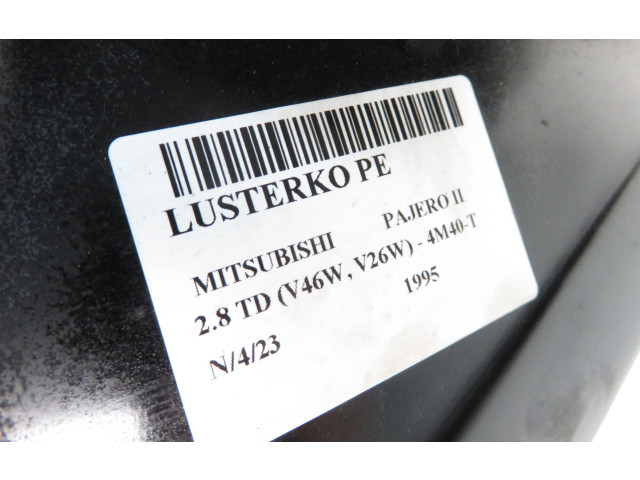 LUSTERKO PE
MITSUBISHI PAJERO II
2.8 TD (V46W, V26W) - 4M40-T
1995
N/4/23